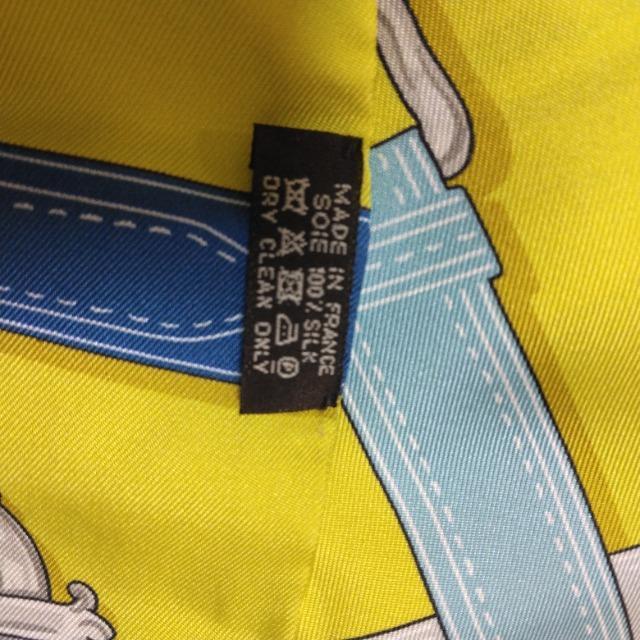 MADE IN FRANCE
SOIE 100% SILK
DRY CLEAN ONLY